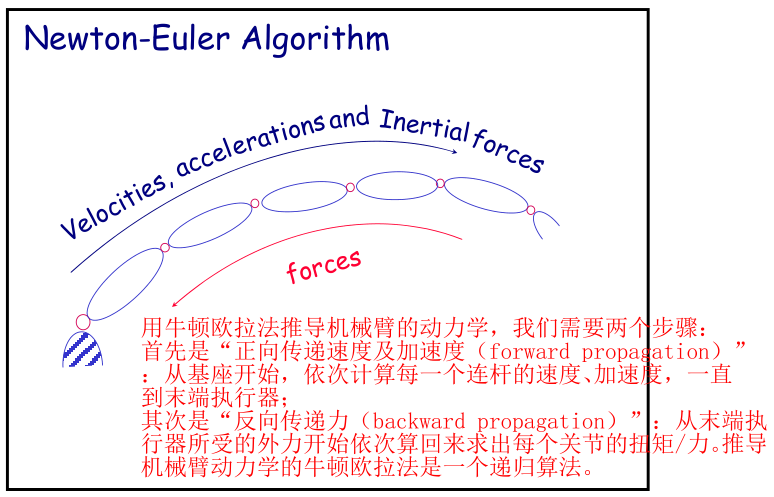 Newton-Euler Algorithm
Velocities, accelerations and Inertial forces
forces
用牛顿欧拉法推导机械臂的动力学，我们需要两个步骤：
首先是“正向传递速度及加速度（forward propagation）”
：从基座开始，依次计算每一个连杆的速度、加速度，一直
到末端执行器；
其次是“反向传递力（backward propagation）”：从末端执
行器所受的外力开始依次算回来求出每个关节的扭矩/力。推导
机械臂动力学的牛顿欧拉法是一个递归算法。